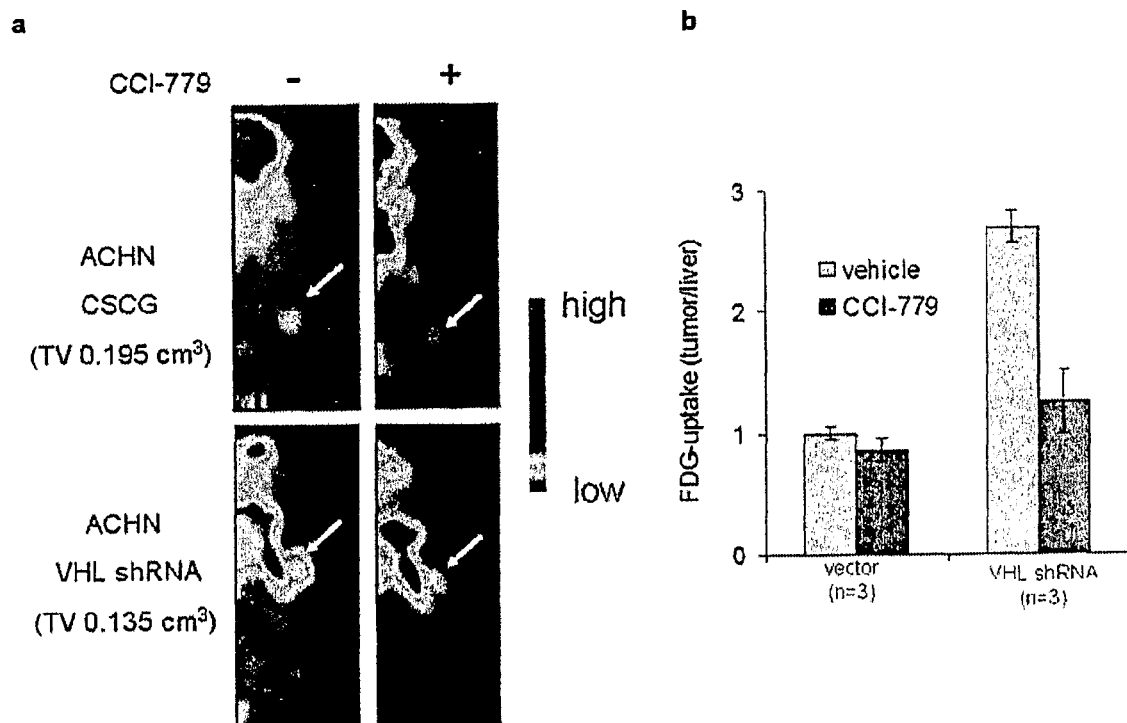 a
CCI-779
-
+
ACHN
CSCG
(TV 0.195 cm³)
ACHN
VHL shRNA
(TV 0.135 cm³)
high
low
b
FDG-uptake (tumor/liver)
3
2
1
0
vehicle
CCI-779
vector
(n=3)
VHL shRNA
(n=3)